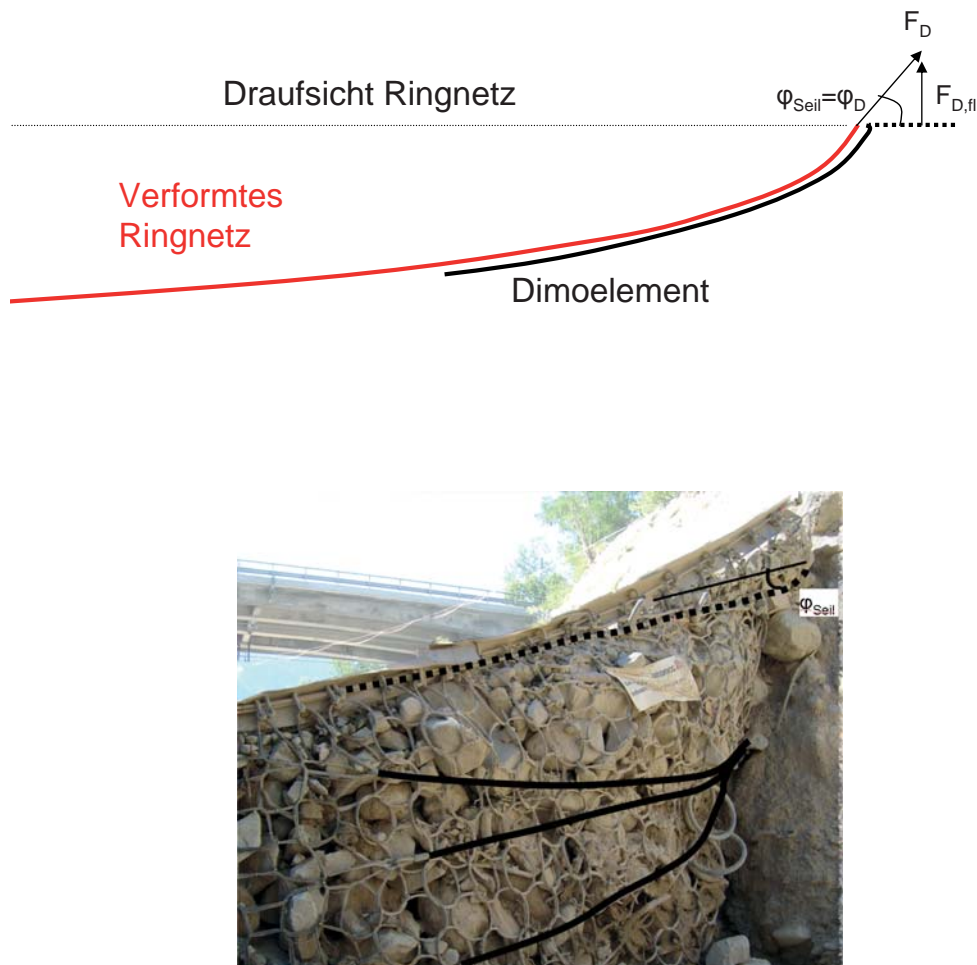 F_D
Draufsicht Ringnetz
φ_Seil=φ_D
F_D,fl
Verformtes
Ringnetz
Dimoelement
φ_Seil